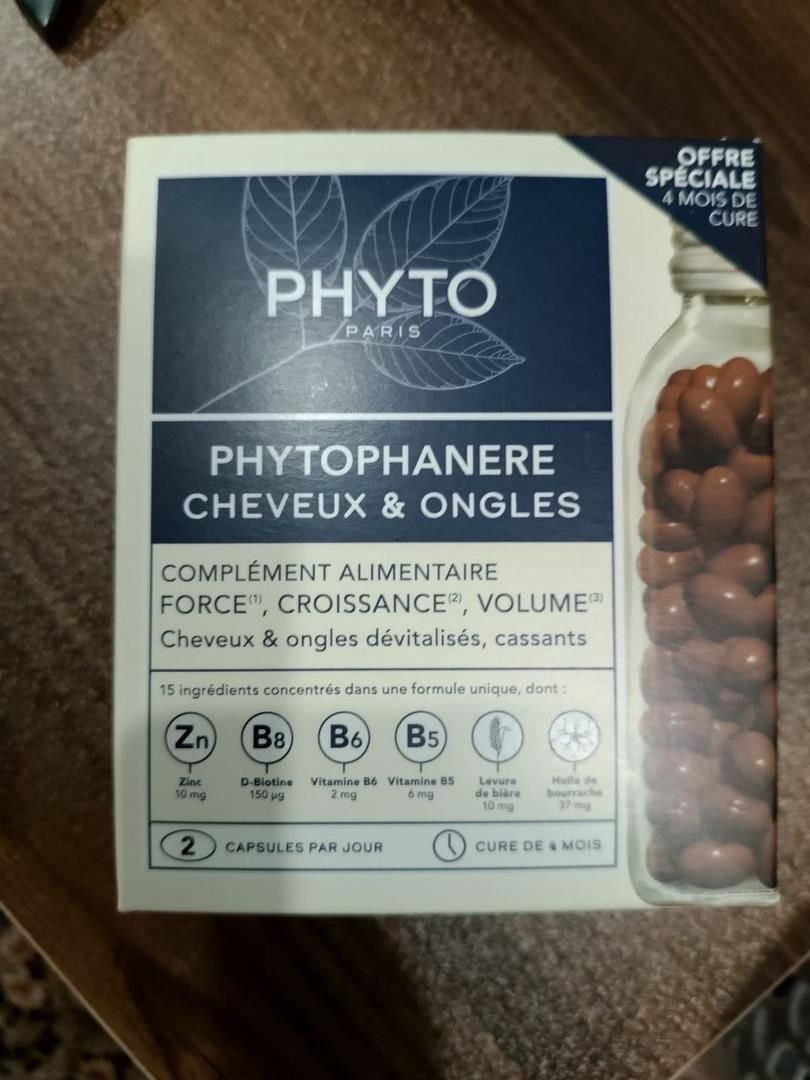 OFFRE
SPÉCIALE
4 MOIS DE
CURE
PHYTO
PARIS
PHYTOPHANERE
CHEVEUX & ONGLES
COMPLÉMENT ALIMENTAIRE
FORCE(1), CROISSANCE(2), VOLUME(3)
Cheveux & ongles dévitalisés, cassants
15 ingrédients concentrés dans une formule unique, dont :
Zn B8 B6 B5
Zinc D-Biotine Vitamine B6 Vitamine B5 Levure Huile de
10 mg 150 µg 2 mg 6 mg de bière bourrache
10 mg 37 mg
2 CAPSULES PAR JOUR CURE DE 4 MOIS